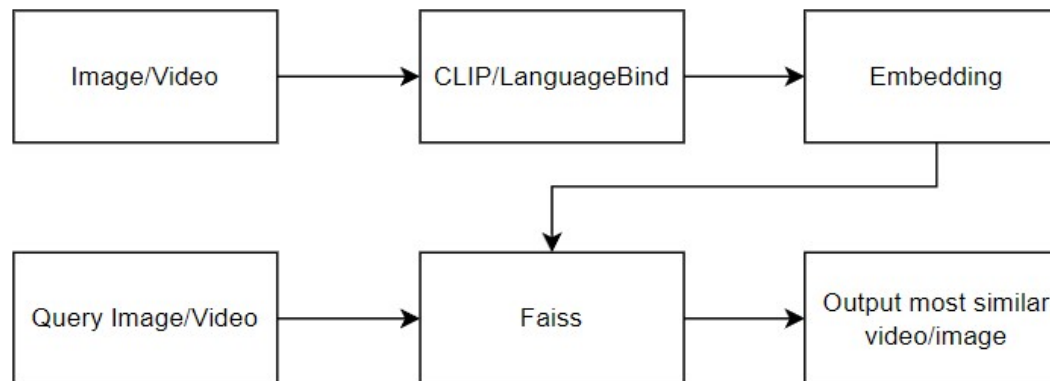 Image/Video
CLIP/LanguageBind
Embedding
Query Image/Video
Faiss
Output most similar
video/image